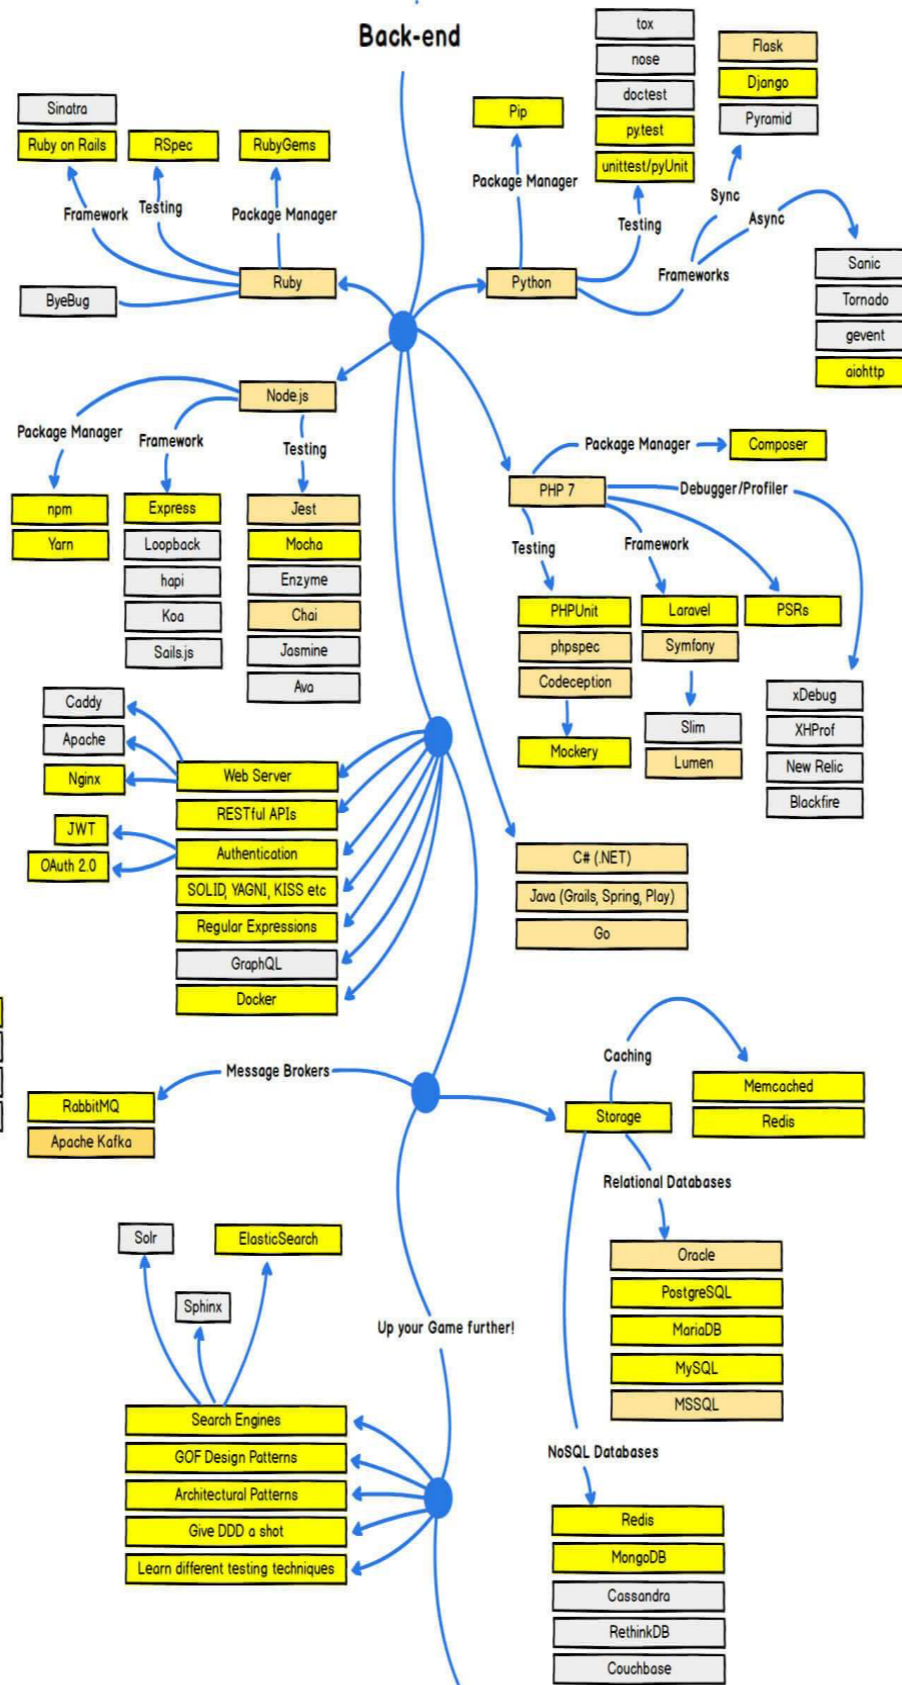 Back-end
tox
nose
doctest
pytest
unittest/pyUnit
Flask
Django
Pyramid
Pip
Package Manager
Sync
Async
Testing
Frameworks
Python
Sanic
Tornado
gevent
aiohttp
Sinatra
Ruby on Rails
RSpec
RubyGems
Framework
Testing
Package Manager
Ruby
ByeBug
Node.js
Package Manager
Framework
Testing
npm
Yarn
Express
Loopback
hapi
Koa
Sails.js
Jest
Mocha
Enzyme
Chai
Jasmine
Ava
PHP 7
Package Manager
Composer
Debugger/Profiler
Testing
Framework
PHPUnit
phpspec
Codeception
Mockery
Laravel
Symfony
Slim
Lumen
PSRs
xDebug
XHProf
New Relic
Blackfire
Caddy
Apache
Nginx
JWT
OAuth 2.0
Web Server
RESTful APIs
Authentication
SOLID, YAGNI, KISS etc
Regular Expressions
GraphQL
Docker
C# (.NET)
Java (Grails, Spring, Play)
Go
Message Brokers
RabbitMQ
Apache Kafka
Caching
Storage
Memcached
Redis
Relational Databases
Oracle
PostgreSQL
MariaDB
MySQL
MSSQL
NoSQL Databases
Redis
MongoDB
Cassandra
RethinkDB
Couchbase
Up your Game further!
Solr
Sphinx
ElasticSearch
Search Engines
GOF Design Patterns
Architectural Patterns
Give DDD a shot
Learn different testing techniques